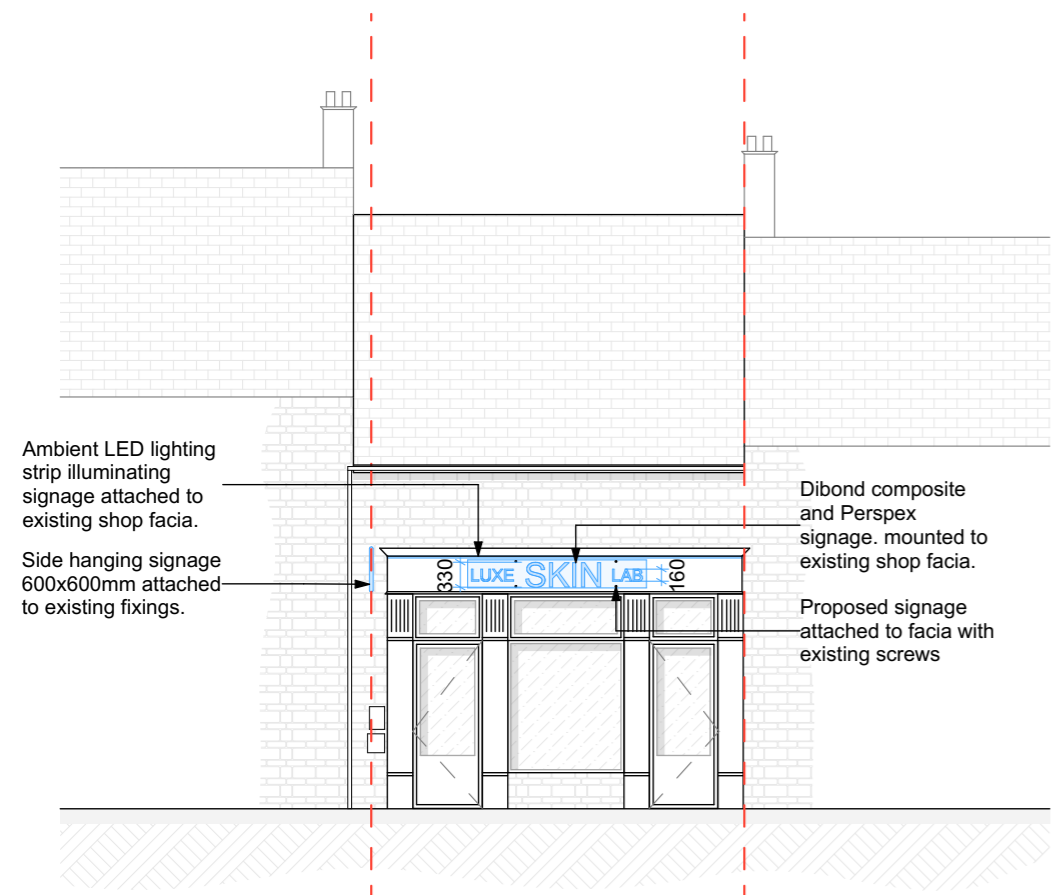 Ambient LED lighting
strip illuminating
signage attached to
existing shop facia.
Side hanging signage
600x600mm attached
to existing fixings.
330
LUXE SKIN LAB
160
Dibond composite
and Perspex
signage. mounted to
existing shop facia.
Proposed signage
attached to facia with
existing screws